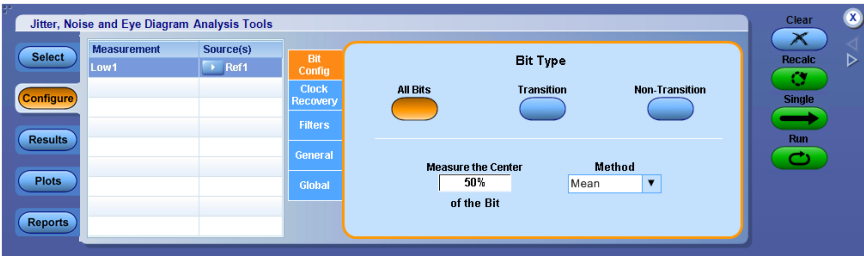 Jitter, Noise and Eye Diagram Analysis Tools
Clear
X
Select
Measurement Source(s)
Low1 Ref1
Bit
Config
Bit Type
Recalc
Configure
Clock
Recovery
All Bits Transition Non-Transition
Single
Filters
Results
Run
General
Measure the Center Method
Plots
Global
50% Mean
of the Bit
Reports